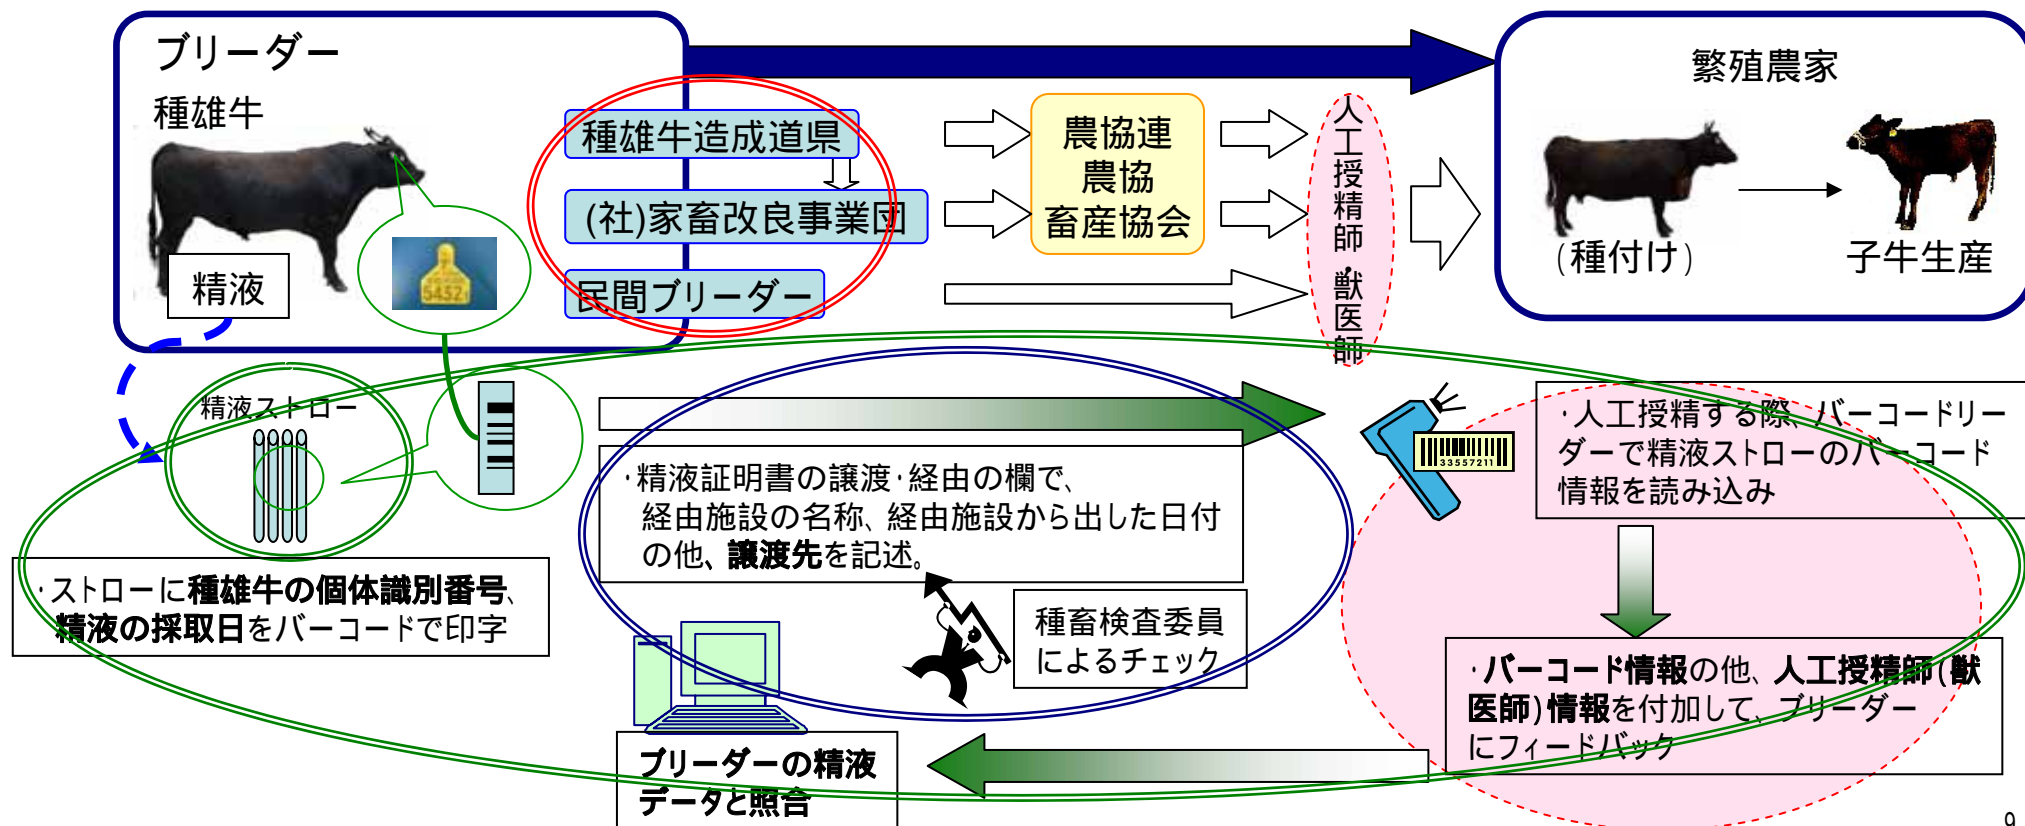 ブリーダー
種雄牛
精液
5452
種雄牛造成道県
(社)家畜改良事業団
民間ブリーダー
農協連
農協
畜産協会
人工授精師・獣医師
繁殖農家
(種付け)
子牛生産
精液ストロー
・ストローに種雄牛の個体識別番号、
精液の採取日をバーコードで印字
・精液証明書の譲渡・経由の欄で、
経由施設の名称、経由施設から出した日付
の他、譲渡先を記述。
種畜検査委員
によるチェック
33557211
・人工授精する際、バーコードリー
ダーで精液ストローのバーコード
情報を読み込み
・バーコード情報の他、人工授精師(獣
医師)情報を付加して、ブリーダー
にフィードバック
ブリーダーの精液
データと照合
9